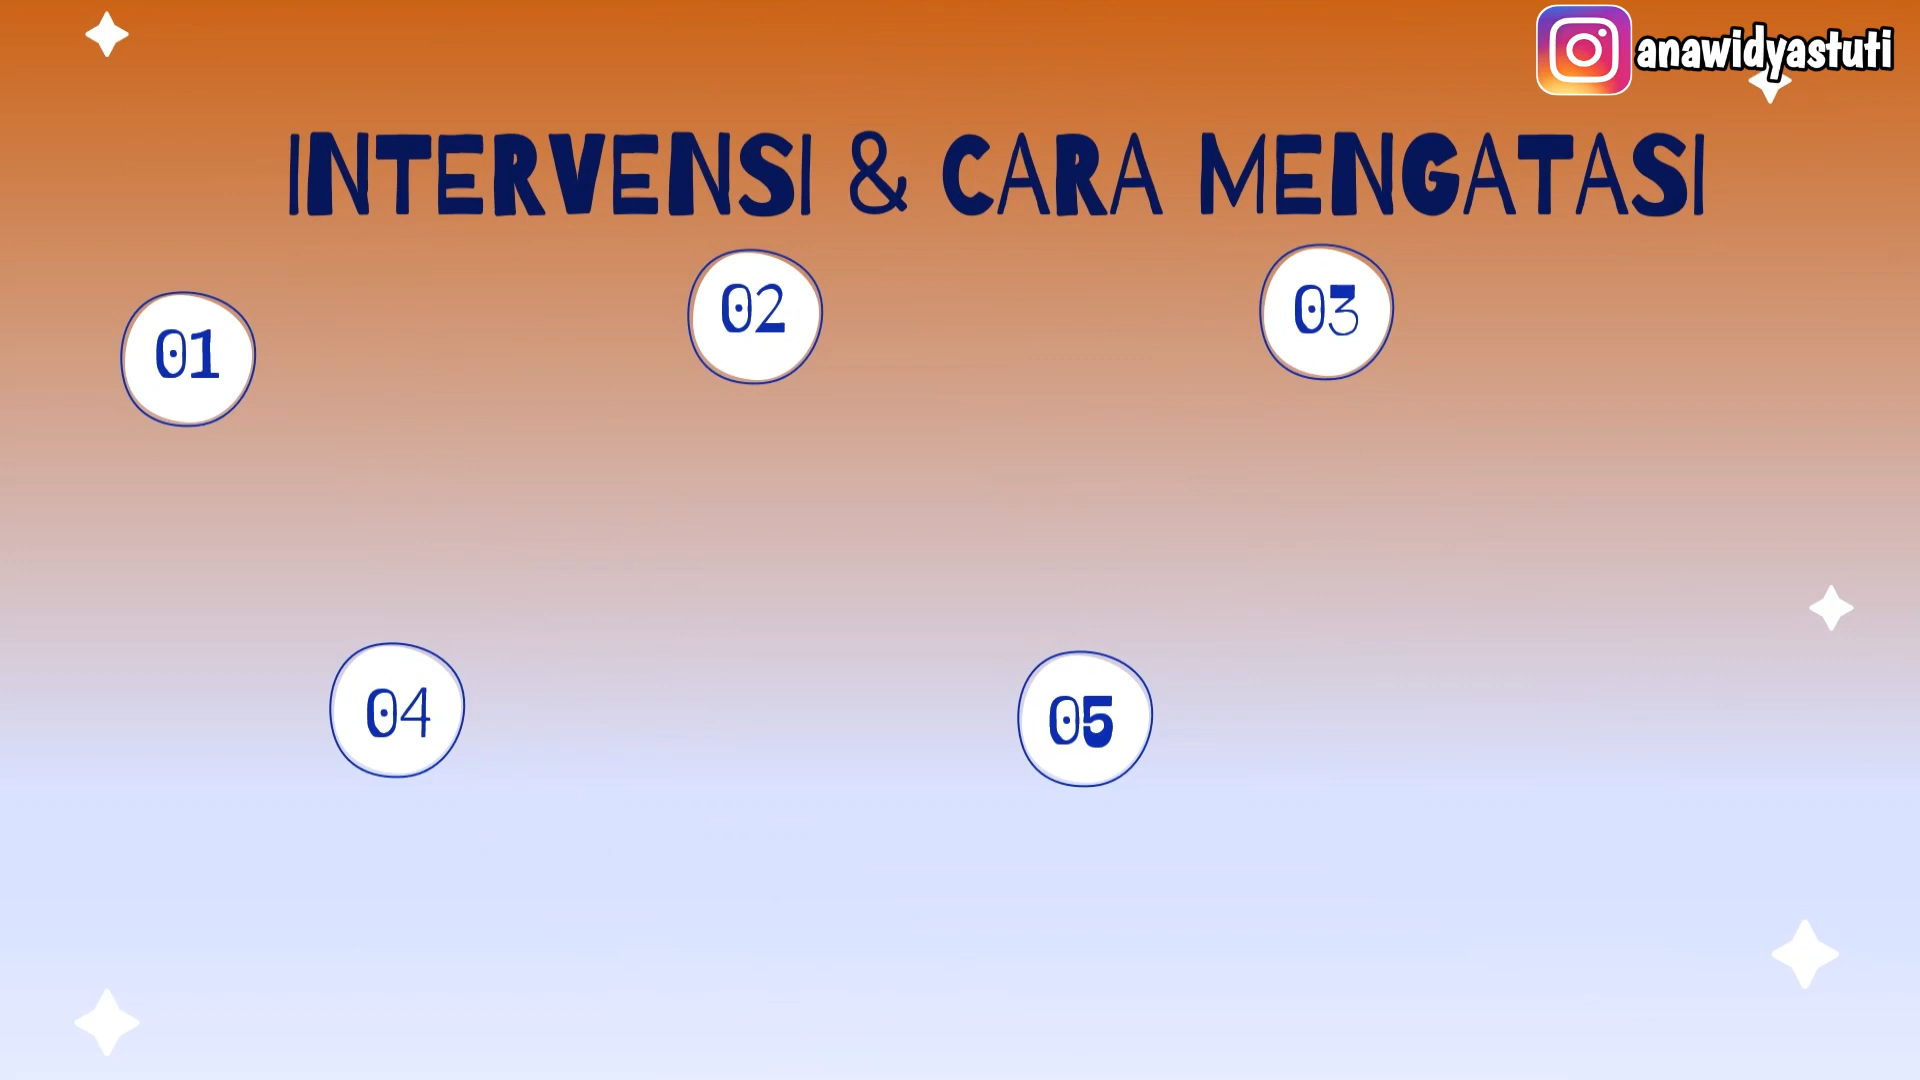 anawidyastuti
INTERVENSI & CARA MENGATASI
01
02
03
04
05